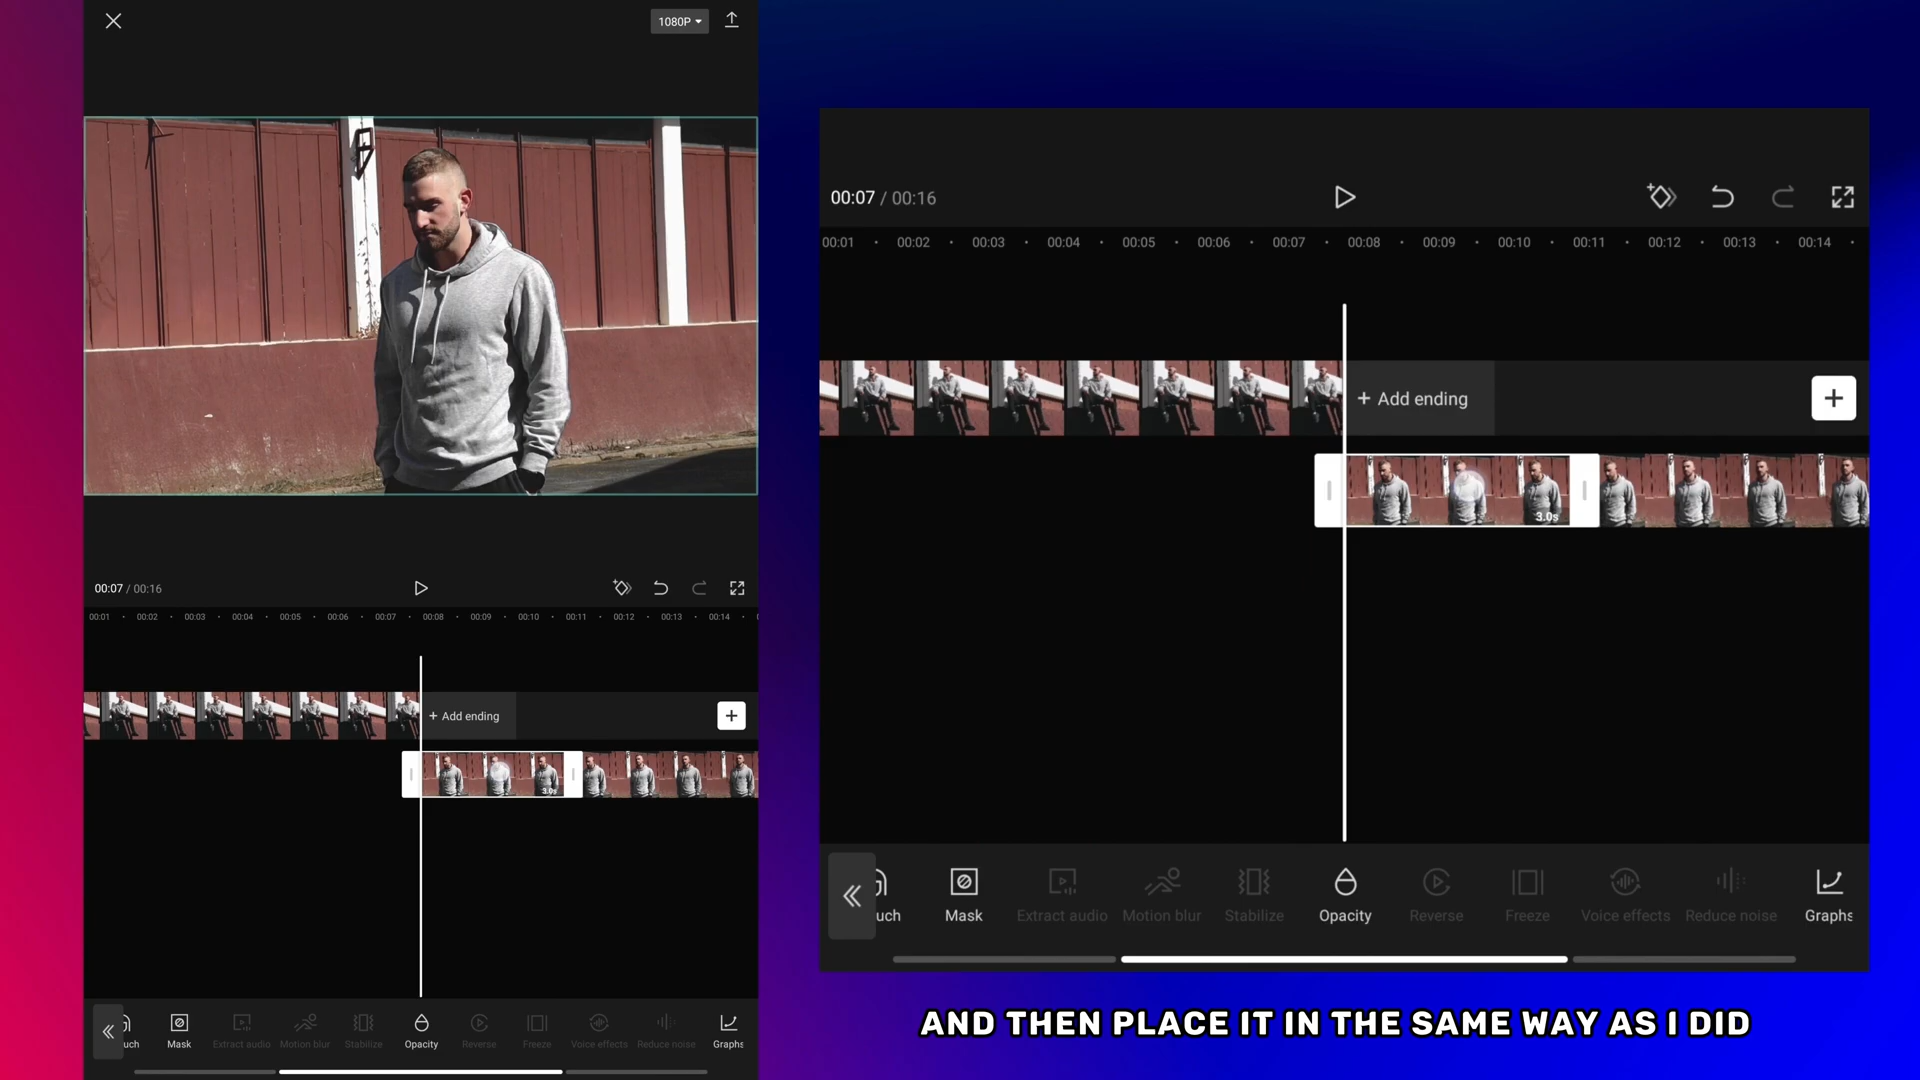 1080P
00:07 / 00:16
00:01 00:02 00:03 00:04 00:05 00:06 00:07 00:08 00:09 00:10 00:11 00:12 00:13 00:14
+ Add ending
3.0s
uch Mask Extract audio Motion blur Stabilize Opacity Reverse Freeze Voice effects Reduce noise Graphs
00:07 / 00:16
00:01 00:02 00:03 00:04 00:05 00:06 00:07 00:08 00:09 00:10 00:11 00:12 00:13 00:14
+ Add ending
3.0s
uch Mask Extract audio Motion blur Stabilize Opacity Reverse Freeze Voice effects Reduce noise Graphs
AND THEN PLACE IT IN THE SAME WAY AS I DID